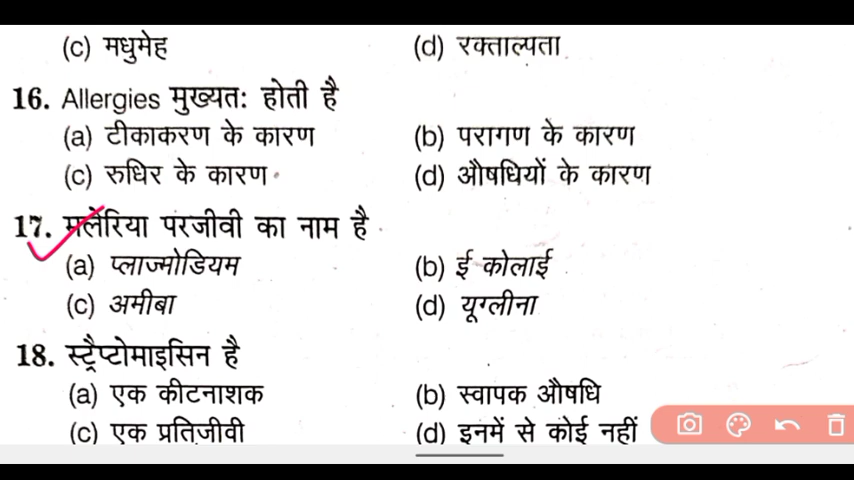 (c) मधुमेह (d) रक्ताल्पता
16. Allergies मुख्यतः होती है
(a) टीकाकरण के कारण (b) परागण के कारण
(c) रुधिर के कारण (d) औषधियों के कारण
17. मलेरिया परजीवी का नाम है
(a) प्लाज्मोडियम (b) ई कोलाई
(c) अमीबा (d) यूग्लीना
18. स्ट्रैप्टोमाइसिन है
(a) एक कीटनाशक (b) स्वापक औषधि
(c) एक प्रतिजीवी (d) इनमें से कोई नहीं